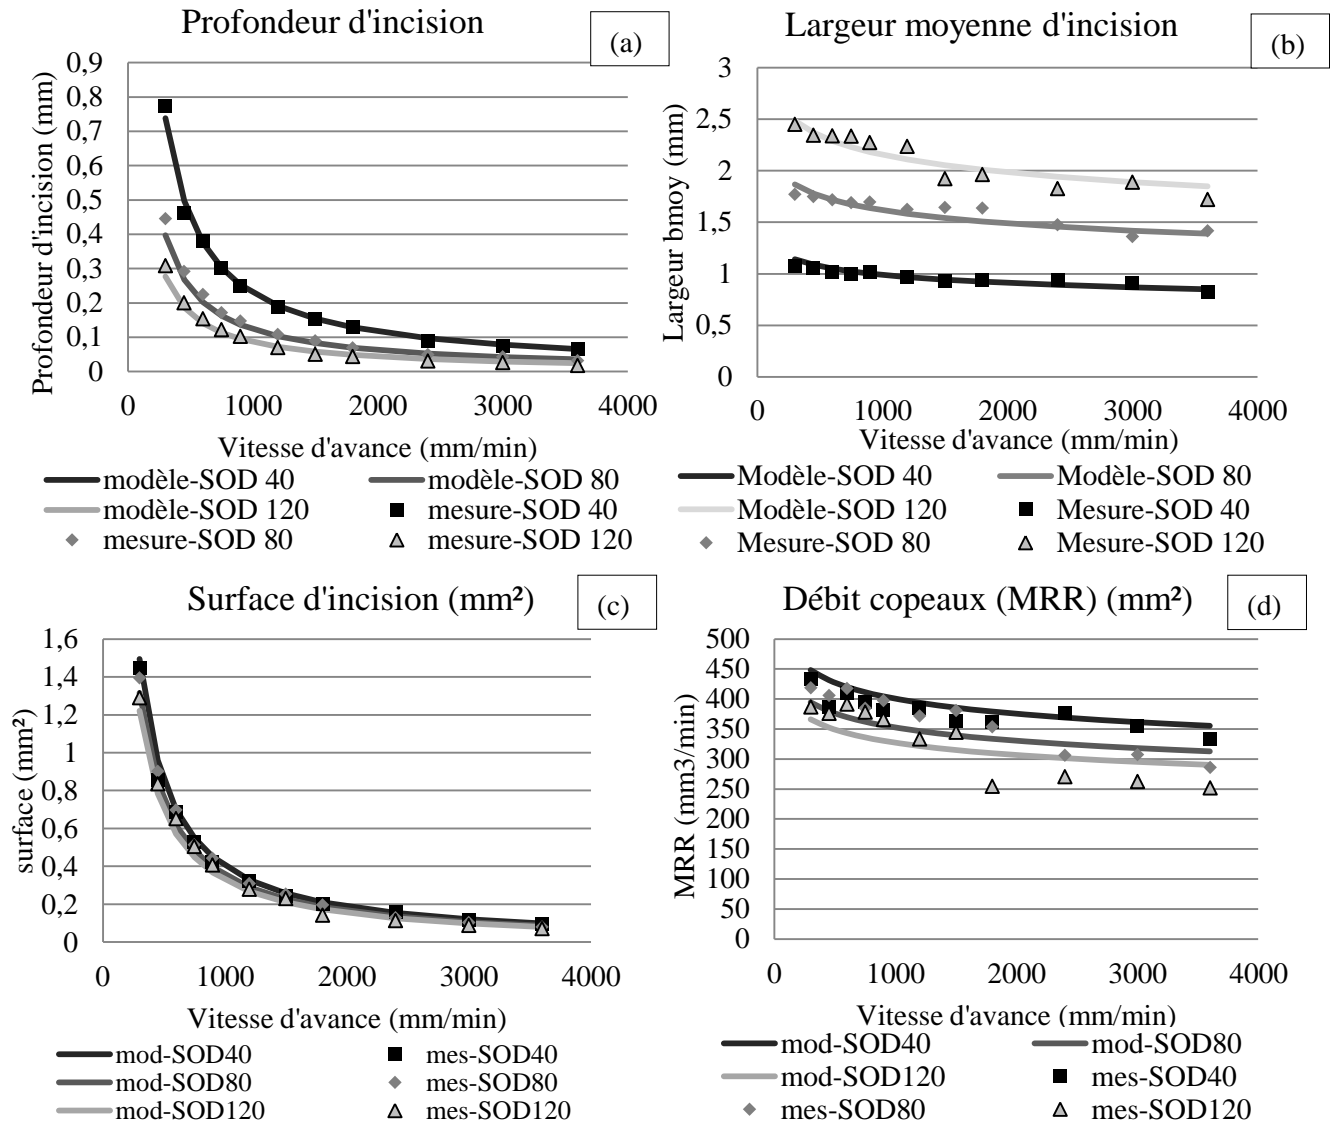 Profondeur d'incision
(a)
Profondeur d'incision (mm)
0,9
0,8
0,7
0,6
0,5
0,4
0,3
0,2
0,1
0
0 1000 2000 3000 4000
Vitesse d'avance (mm/min)
modèle-SOD 40 modèle-SOD 80
modèle-SOD 120 mesure-SOD 40
mesure-SOD 80 mesure-SOD 120
Largeur moyenne d'incision
(b)
Largeur bmoy (mm)
3
2,5
2
1,5
1
0,5
0
0 1000 2000 3000 4000
Vitesse d'avance (mm/min)
Modèle-SOD 40 Modèle-SOD 80
Modèle-SOD 120 Mesure-SOD 40
Mesure-SOD 80 Mesure-SOD 120
Surface d'incision (mm²)
(c)
surface (mm²)
1,6
1,4
1,2
1
0,8
0,6
0,4
0,2
0
0 1000 2000 3000 4000
Vitesse d'avance (mm/min)
mod-SOD40 mes-SOD40
mod-SOD80 mes-SOD80
mod-SOD120 mes-SOD120
Débit copeaux (MRR) (mm²)
(d)
MRR (mm3/min)
500
450
400
350
300
250
200
150
100
50
0
0 1000 2000 3000 4000
Vitesse d'avance (mm/min)
mod-SOD40 mod-SOD80
mod-SOD120 mes-SOD40
mes-SOD80 mes-SOD120